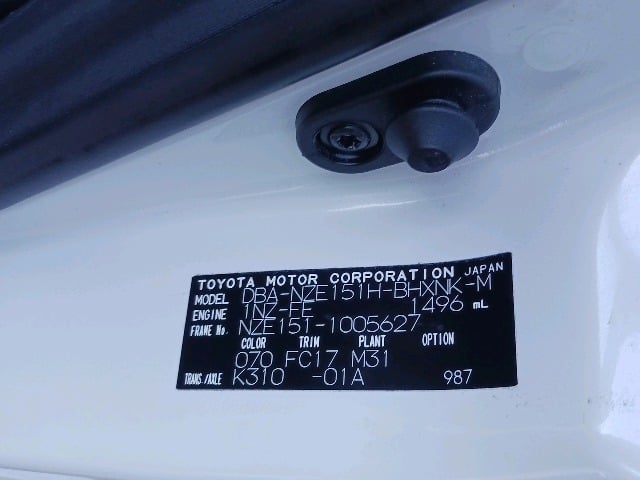 TOYOTA MOTOR CORPORATION JAPAN
MODEL DBA-NZE151H-BHXNK-M
ENGINE 1NZ-FE 1496 mL
FRAME No. NZE151-1005627
COLOR TRIM PLANT OPTION
070 FC17 M31
TRANS./AXLE K310 -01A 987